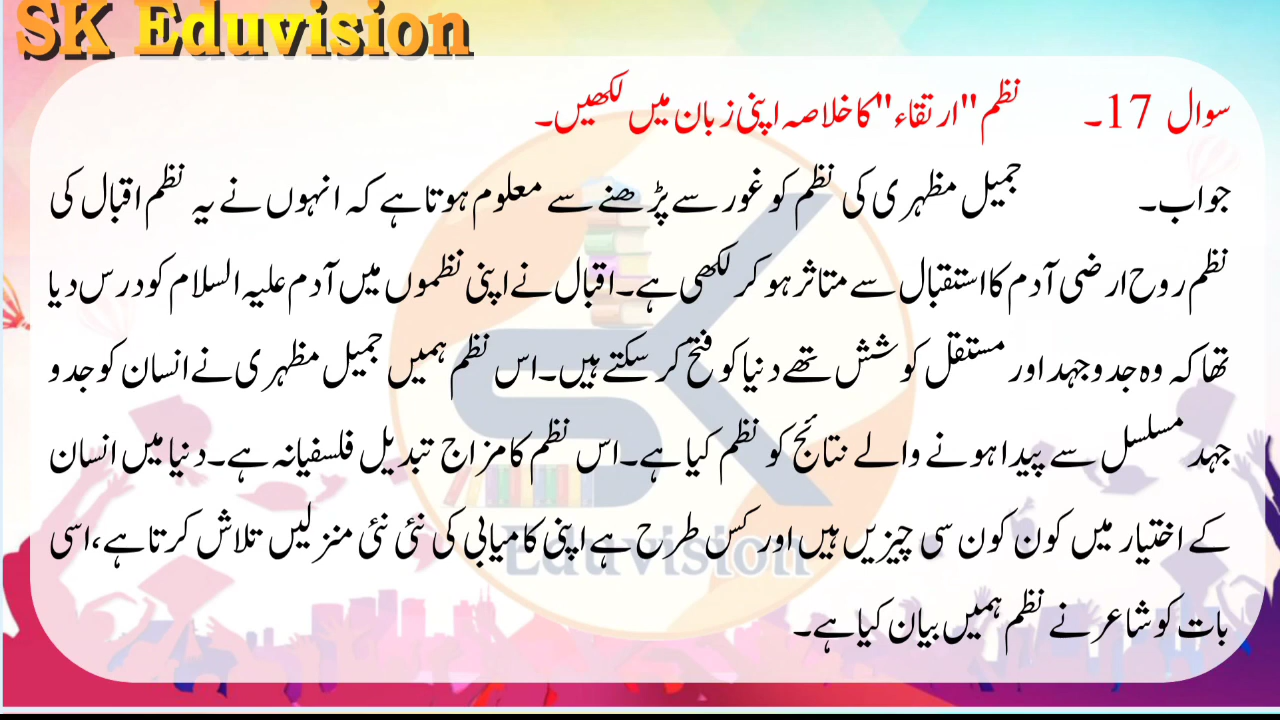 SK Eduvision
سوال 17۔ نظم "ارتقاء" کا خلاصہ اپنی زبان میں لکھیں۔
جواب۔ جمیل مظہری کی نظم کو غور سے پڑھنے سے معلوم ہوتا ہے کہ انہوں نے یہ نظم اقبال کی
نظم روح ارضی آدم کا استقبال سے متاثر ہو کر لکھی ہے۔ اقبال نے اپنی نظموں میں آدم علیہ السلام کو درس دیا
تھا کہ وہ جد و جہد اور مستقل کوشش تھے دنیا کو فتح کر سکتے ہیں۔ اس نظم ہمیں جمیل مظہری نے انسان کو جد و
جہد مسلسل سے پیدا ہونے والے نتائج کو نظم کیا ہے۔ اس نظم کا مزاج تبدیل فلسفیانہ ہے۔ دنیا میں انسان
کے اختیار میں کون کون سی چیزیں ہیں اور کس طرح ہے اپنی کامیابی کی نئی نئی منزلیں تلاش کرتا ہے، اسی
بات کو شاعر نے نظم ہمیں بیان کیا ہے۔
SK
Eduvision